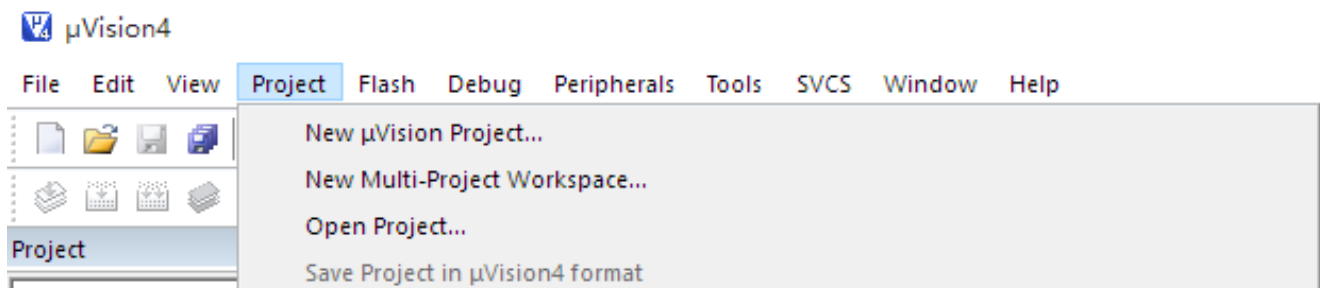 µVision4
File Edit View Project Flash Debug Peripherals Tools SVCS Window Help
New µVision Project...
New Multi-Project Workspace...
Open Project...
Project
Save Project in µVision4 format